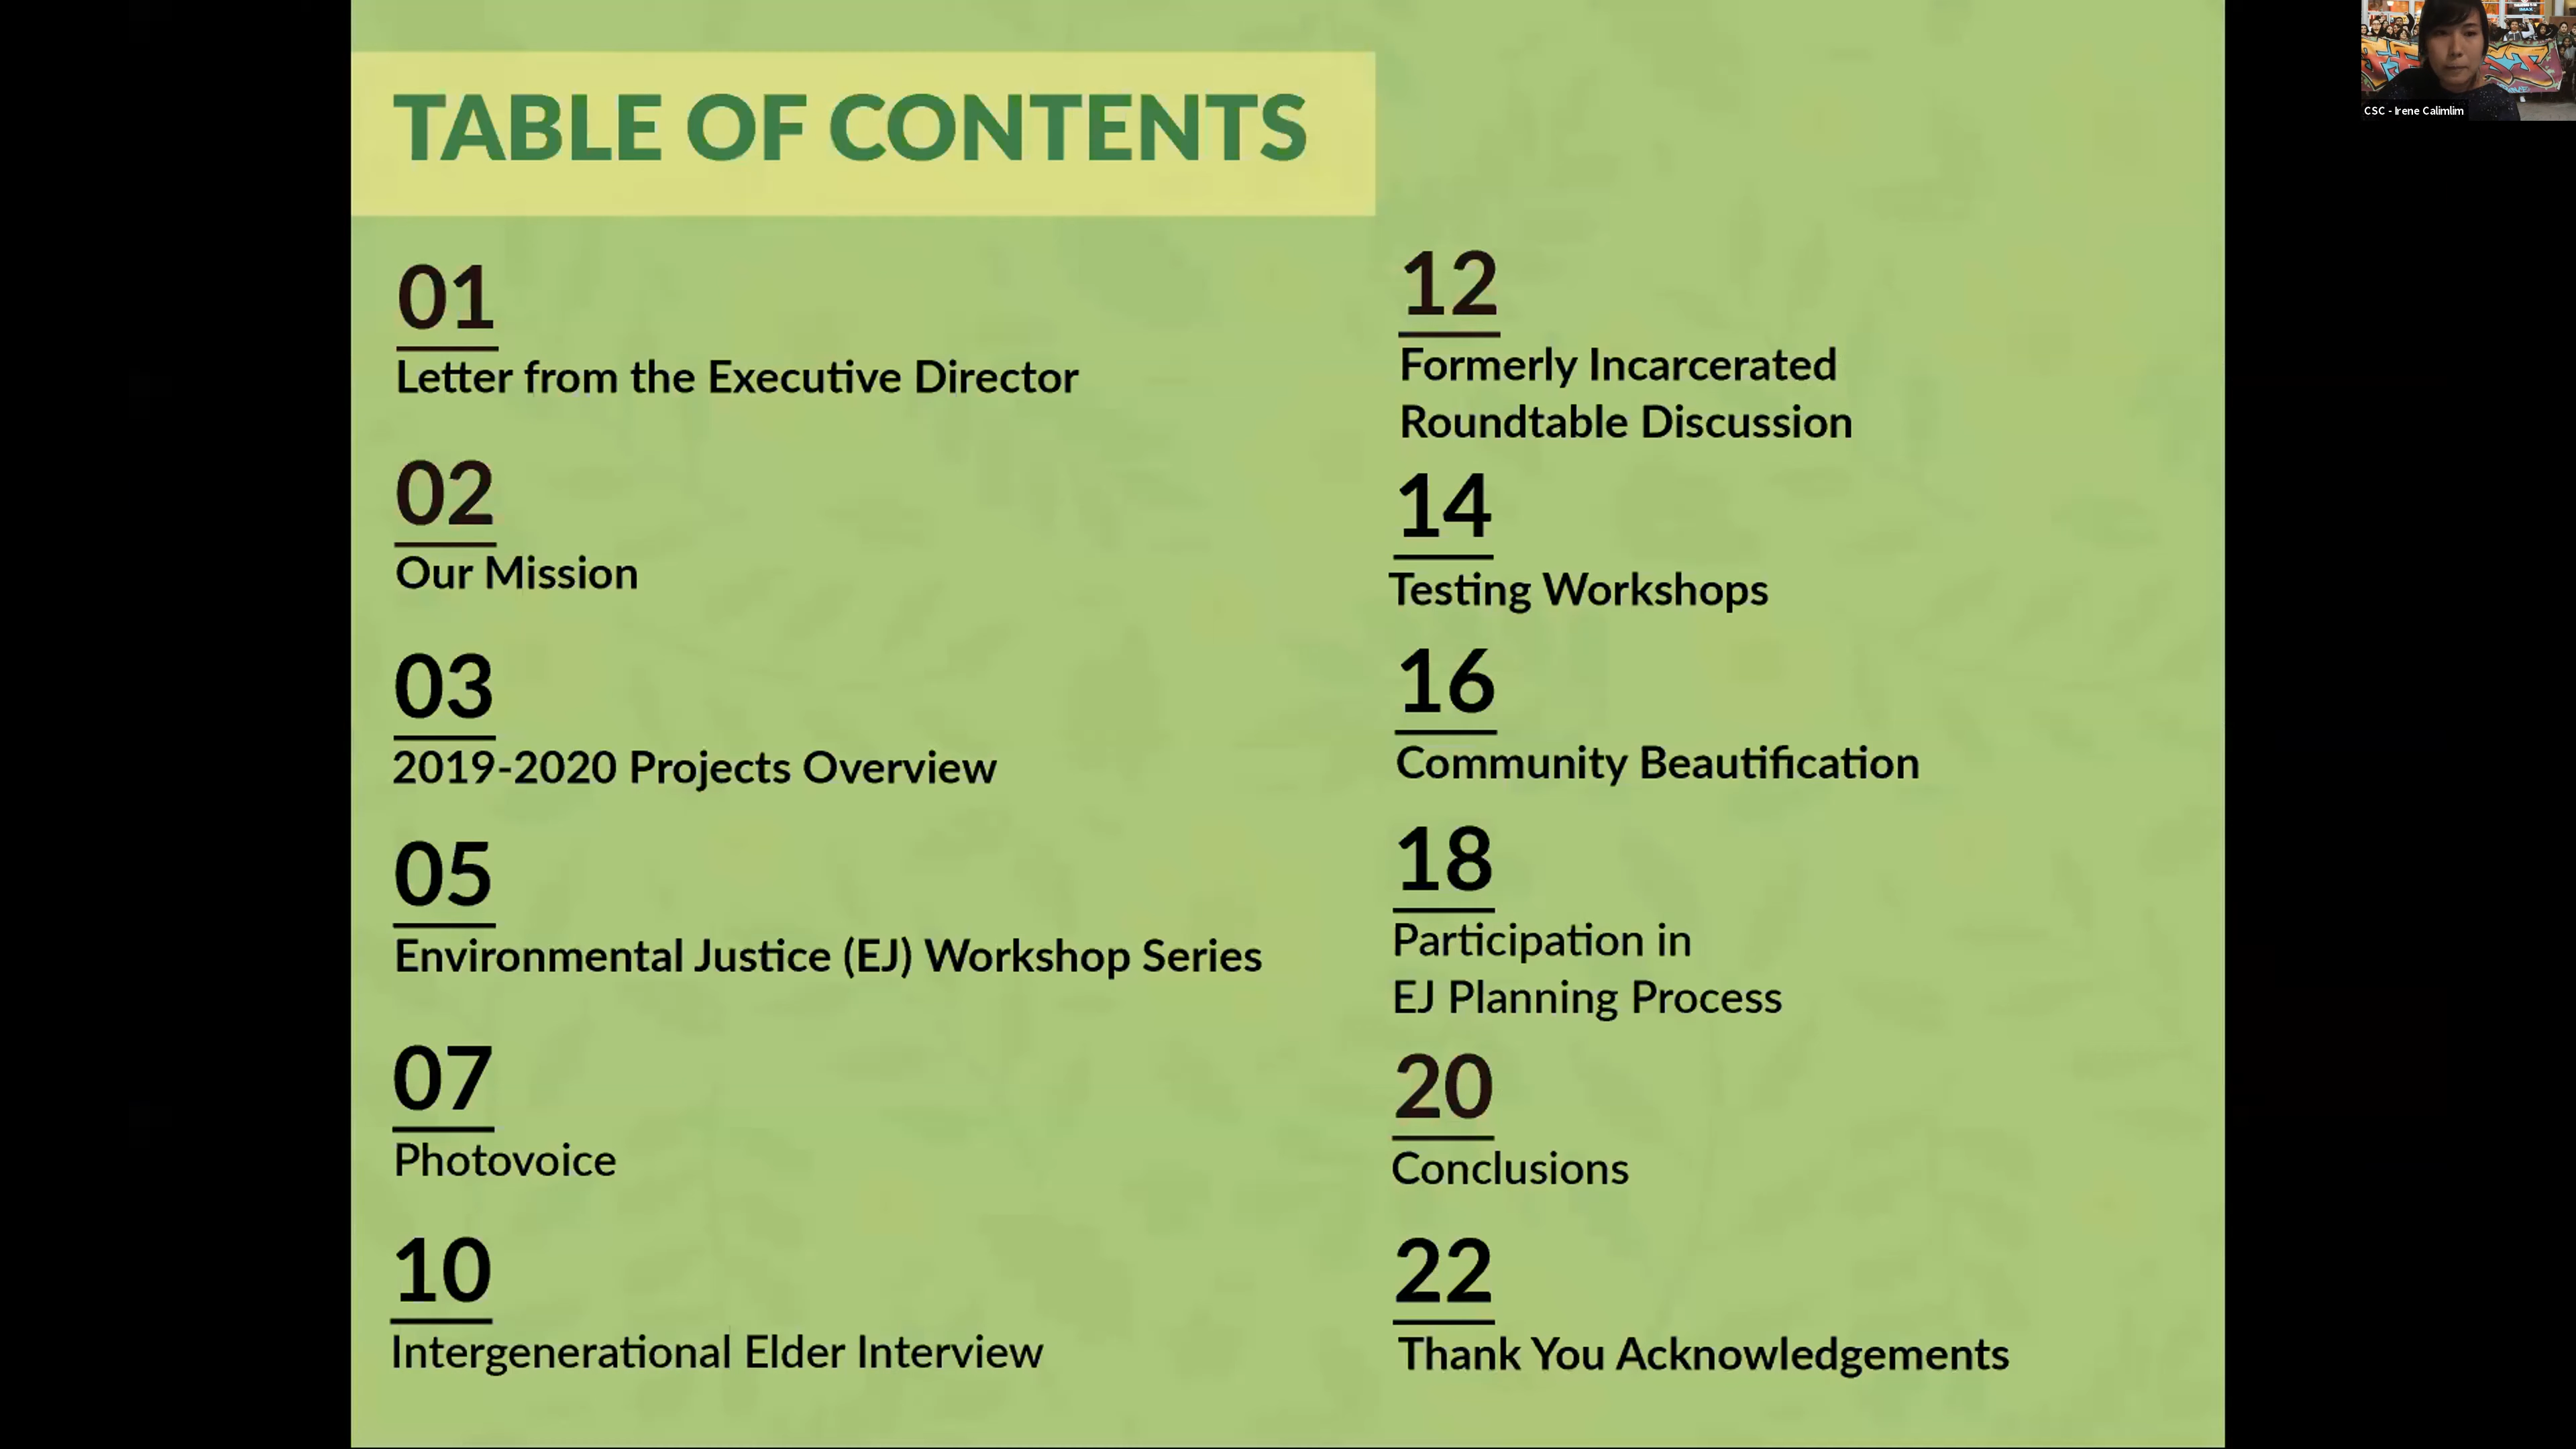 TABLE OF CONTENTS
01
Letter from the Executive Director
02
Our Mission
03
2019-2020 Projects Overview
05
Environmental Justice (EJ) Workshop Series
07
Photovoice
10
Intergenerational Elder Interview
12
Formerly Incarcerated
Roundtable Discussion
14
Testing Workshops
16
Community Beautification
18
Participation in
EJ Planning Process
20
Conclusions
22
Thank You Acknowledgements
CSC - Irene Calimlim